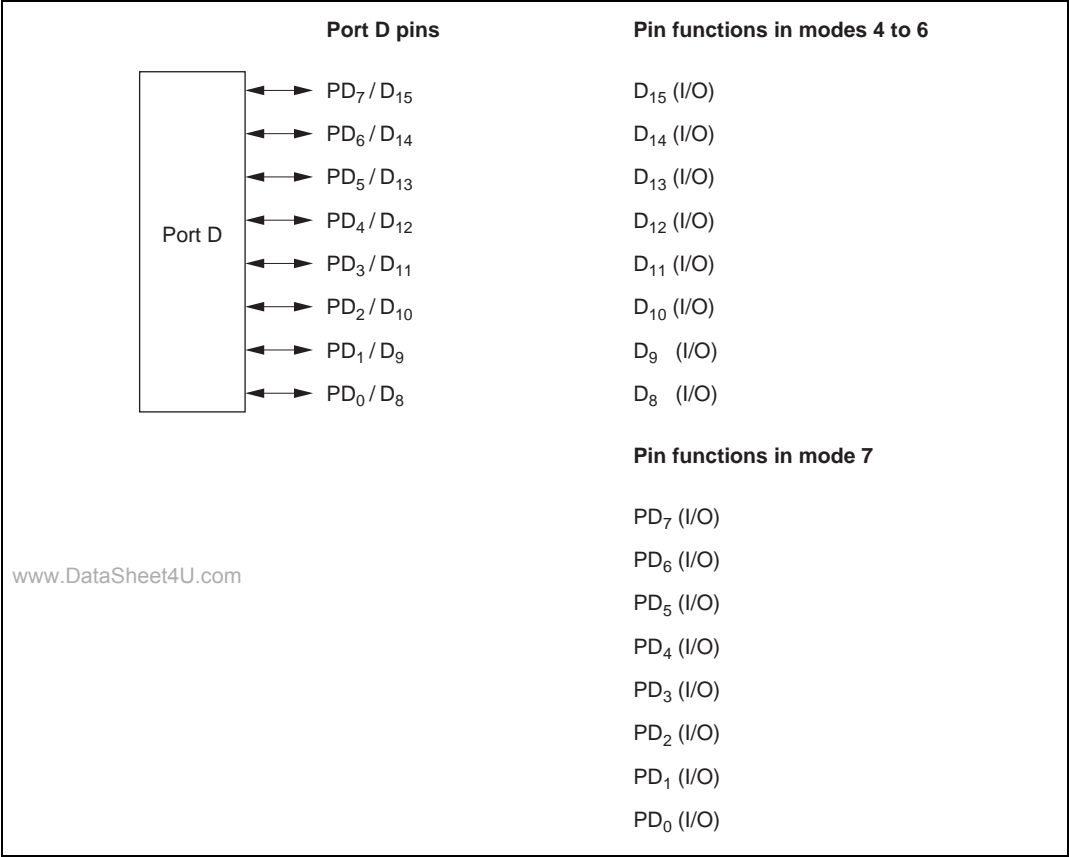 Port D pins Pin functions in modes 4 to 6
PD₇ / D₁₅ D₁₅ (I/O)
PD₆ / D₁₄ D₁₄ (I/O)
PD₅ / D₁₃ D₁₃ (I/O)
PD₄ / D₁₂ D₁₂ (I/O)
Port D
PD₃ / D₁₁ D₁₁ (I/O)
PD₂ / D₁₀ D₁₀ (I/O)
PD₁ / D₉ D₉ (I/O)
PD₀ / D₈ D₈ (I/O)
Pin functions in mode 7
PD₇ (I/O)
PD₆ (I/O)
www.DataSheet4U.com
PD₅ (I/O)
PD₄ (I/O)
PD₃ (I/O)
PD₂ (I/O)
PD₁ (I/O)
PD₀ (I/O)